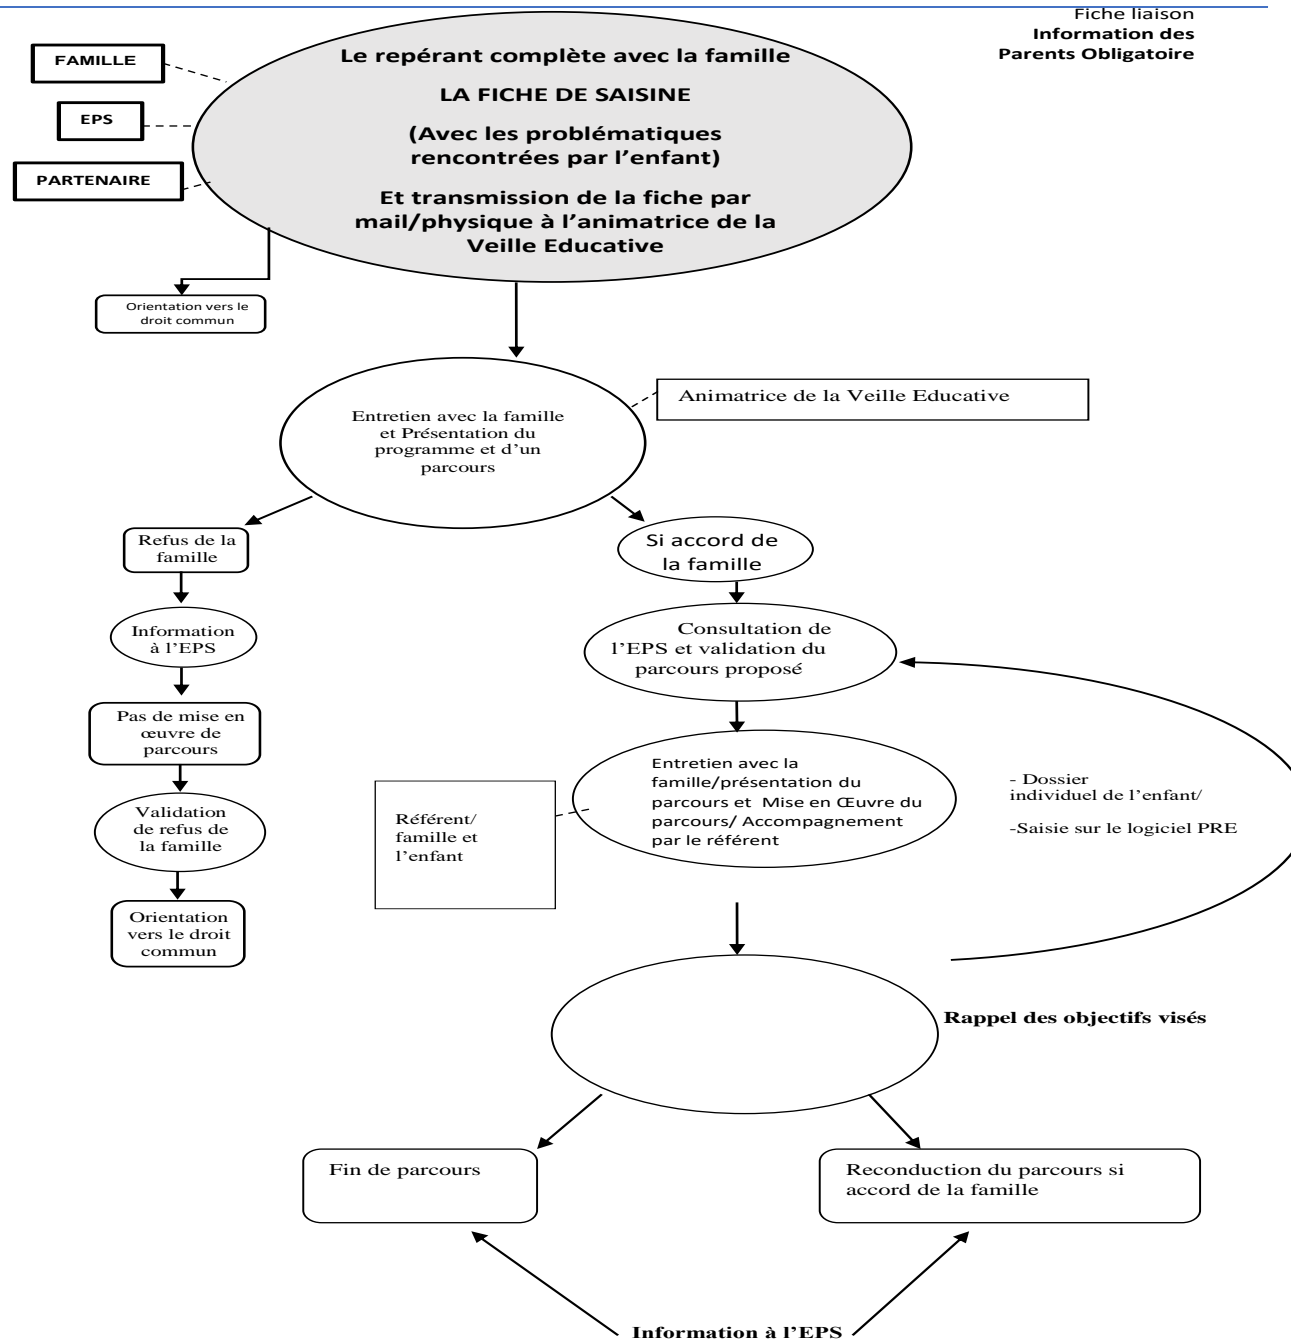 Fiche liaison
Information des
Parents Obligatoire
FAMILLE
EPS
PARTENAIRE
Le repérant complète avec la famille
LA FICHE DE SAISINE
(Avec les problématiques
rencontrées par l’enfant)
Et transmission de la fiche par
mail/physique à l’animatrice de la
Veille Educative
Orientation vers le
droit commun
Entretien avec la famille
et Présentation du
programme et d’un
parcours
Animatrice de la Veille Educative
Refus de la
famille
Information
à l’EPS
Pas de mise en
œuvre de
parcours
Validation
de refus de
la famille
Orientation
vers le droit
commun
Si accord de
la famille
Consultation de
l’EPS et validation du
parcours proposé
Entretien avec la
famille/présentation du
parcours et Mise en Œuvre du
parcours/ Accompagnement
par le référent
Référent/
famille et
l’enfant
- Dossier
individuel de l’enfant/
-Saisie sur le logiciel PRE
Rappel des objectifs visés
Fin de parcours
Reconduction du parcours si
accord de la famille
Information à l’EPS